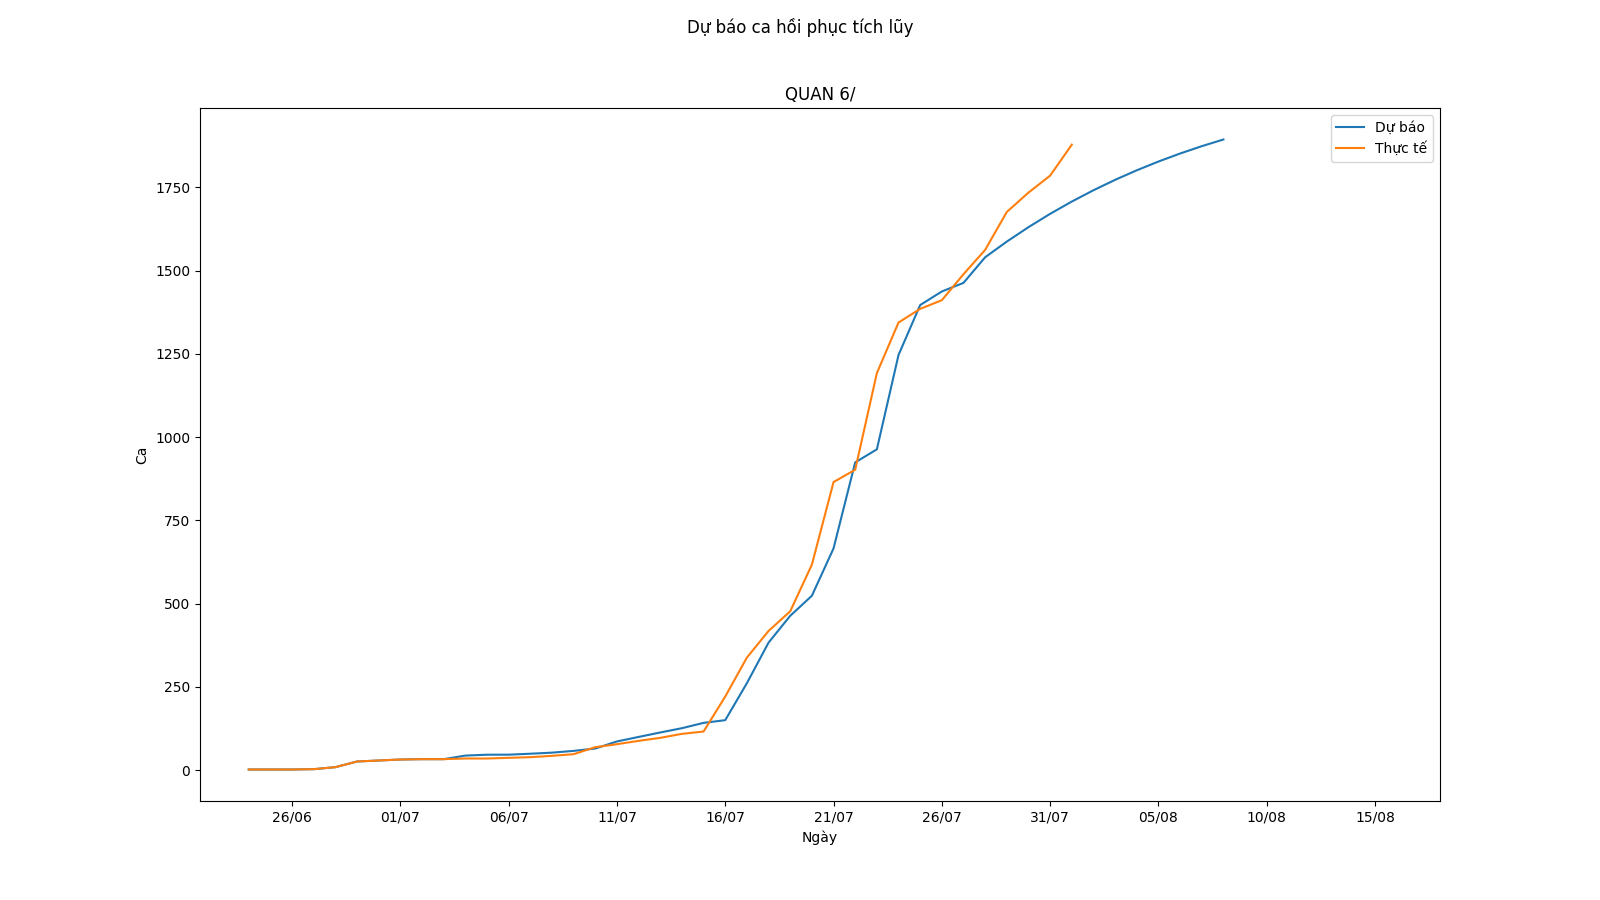 Dự báo ca hồi phục tích lũy
QUAN 6/
Dự báo
Thực tế
1750
1500
1250
1000
750
500
250
0
Ca
26/06 01/07 06/07 11/07 16/07 21/07 26/07 31/07 05/08 10/08 15/08
Ngày